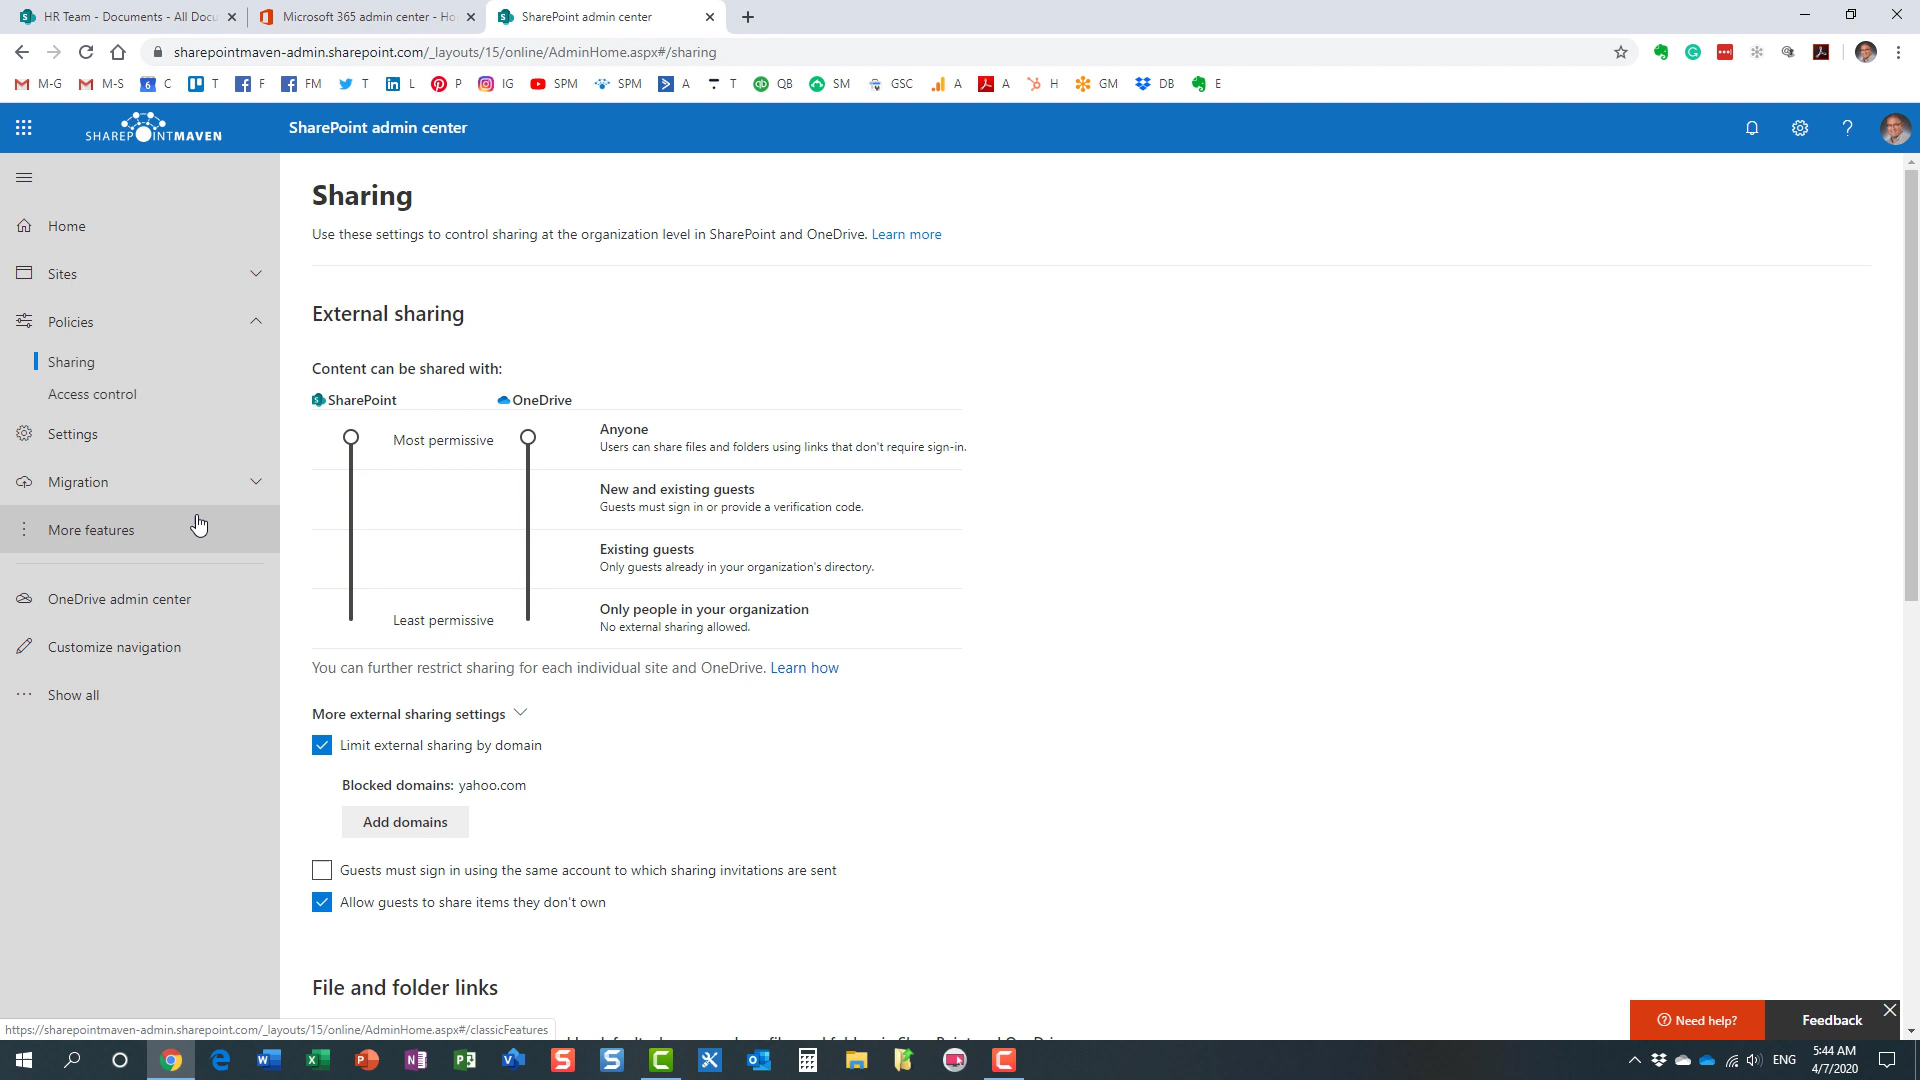 HR Team - Documents - All Docu
Microsoft 365 admin center - Ho
SharePoint admin center
sharepointmaven-admin.sharepoint.com/_layouts/15/online/AdminHome.aspx#/sharing
M-G
M-S
6 C
T
F
FM
T
L
P
IG
SPM
SPM
A
T
QB
SM
GSC
A
A
H
GM
DB
E
SHAREPOINTMAVEN
SharePoint admin center
Home
Sites
Policies
Sharing
Access control
Settings
Migration
More features
OneDrive admin center
Customize navigation
Show all
Sharing
Use these settings to control sharing at the organization level in SharePoint and OneDrive. Learn more
External sharing
Content can be shared with:
SharePoint
OneDrive
Most permissive
Anyone
Users can share files and folders using links that don't require sign-in.
New and existing guests
Guests must sign in or provide a verification code.
Existing guests
Only guests already in your organization's directory.
Least permissive
Only people in your organization
No external sharing allowed.
You can further restrict sharing for each individual site and OneDrive. Learn how
More external sharing settings
Limit external sharing by domain
Blocked domains: yahoo.com
Add domains
Guests must sign in using the same account to which sharing invitations are sent
Allow guests to share items they don't own
File and folder links
https://sharepointmaven-admin.sharepoint.com/_layouts/15/online/AdminHome.aspx#/classicFeatures
Need help?
Feedback
ENG
5:44 AM
4/7/2020